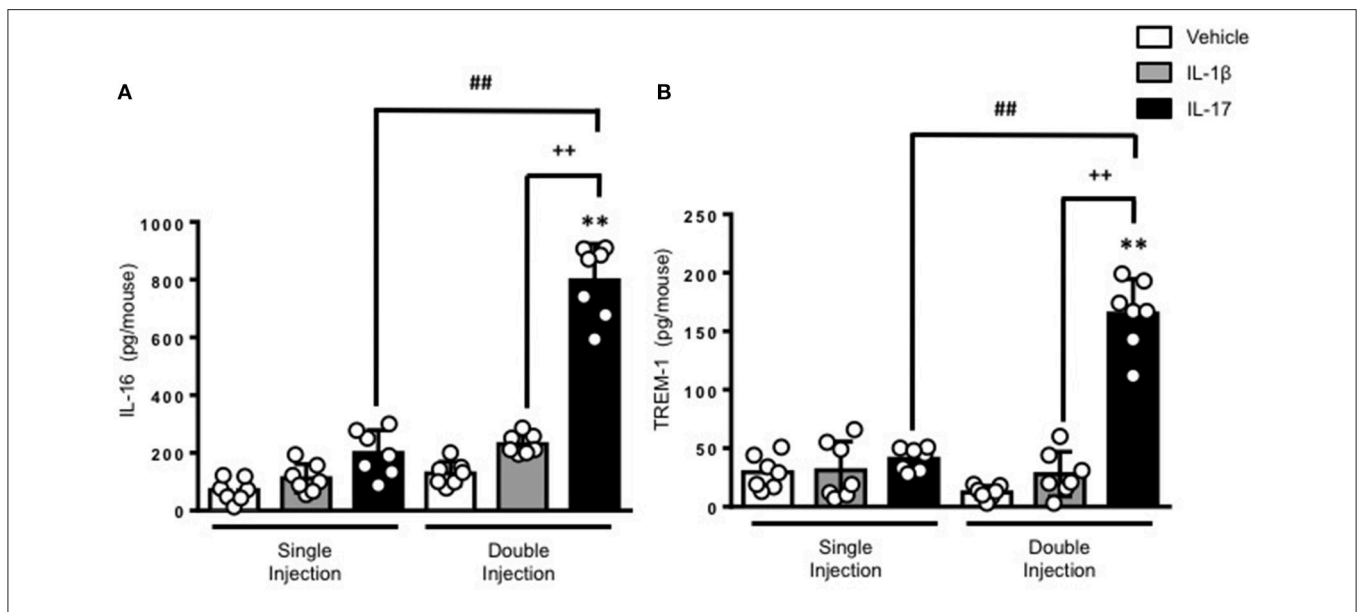 Vehicle
IL-1β
IL-17
A
##
++
**
1000
800
600
400
200
0
IL-16 (pg/mouse)
Single
Injection
Double
Injection
B
##
++
**
250
200
150
100
50
0
TREM-1 (pg/mouse)
Single
Injection
Double
Injection